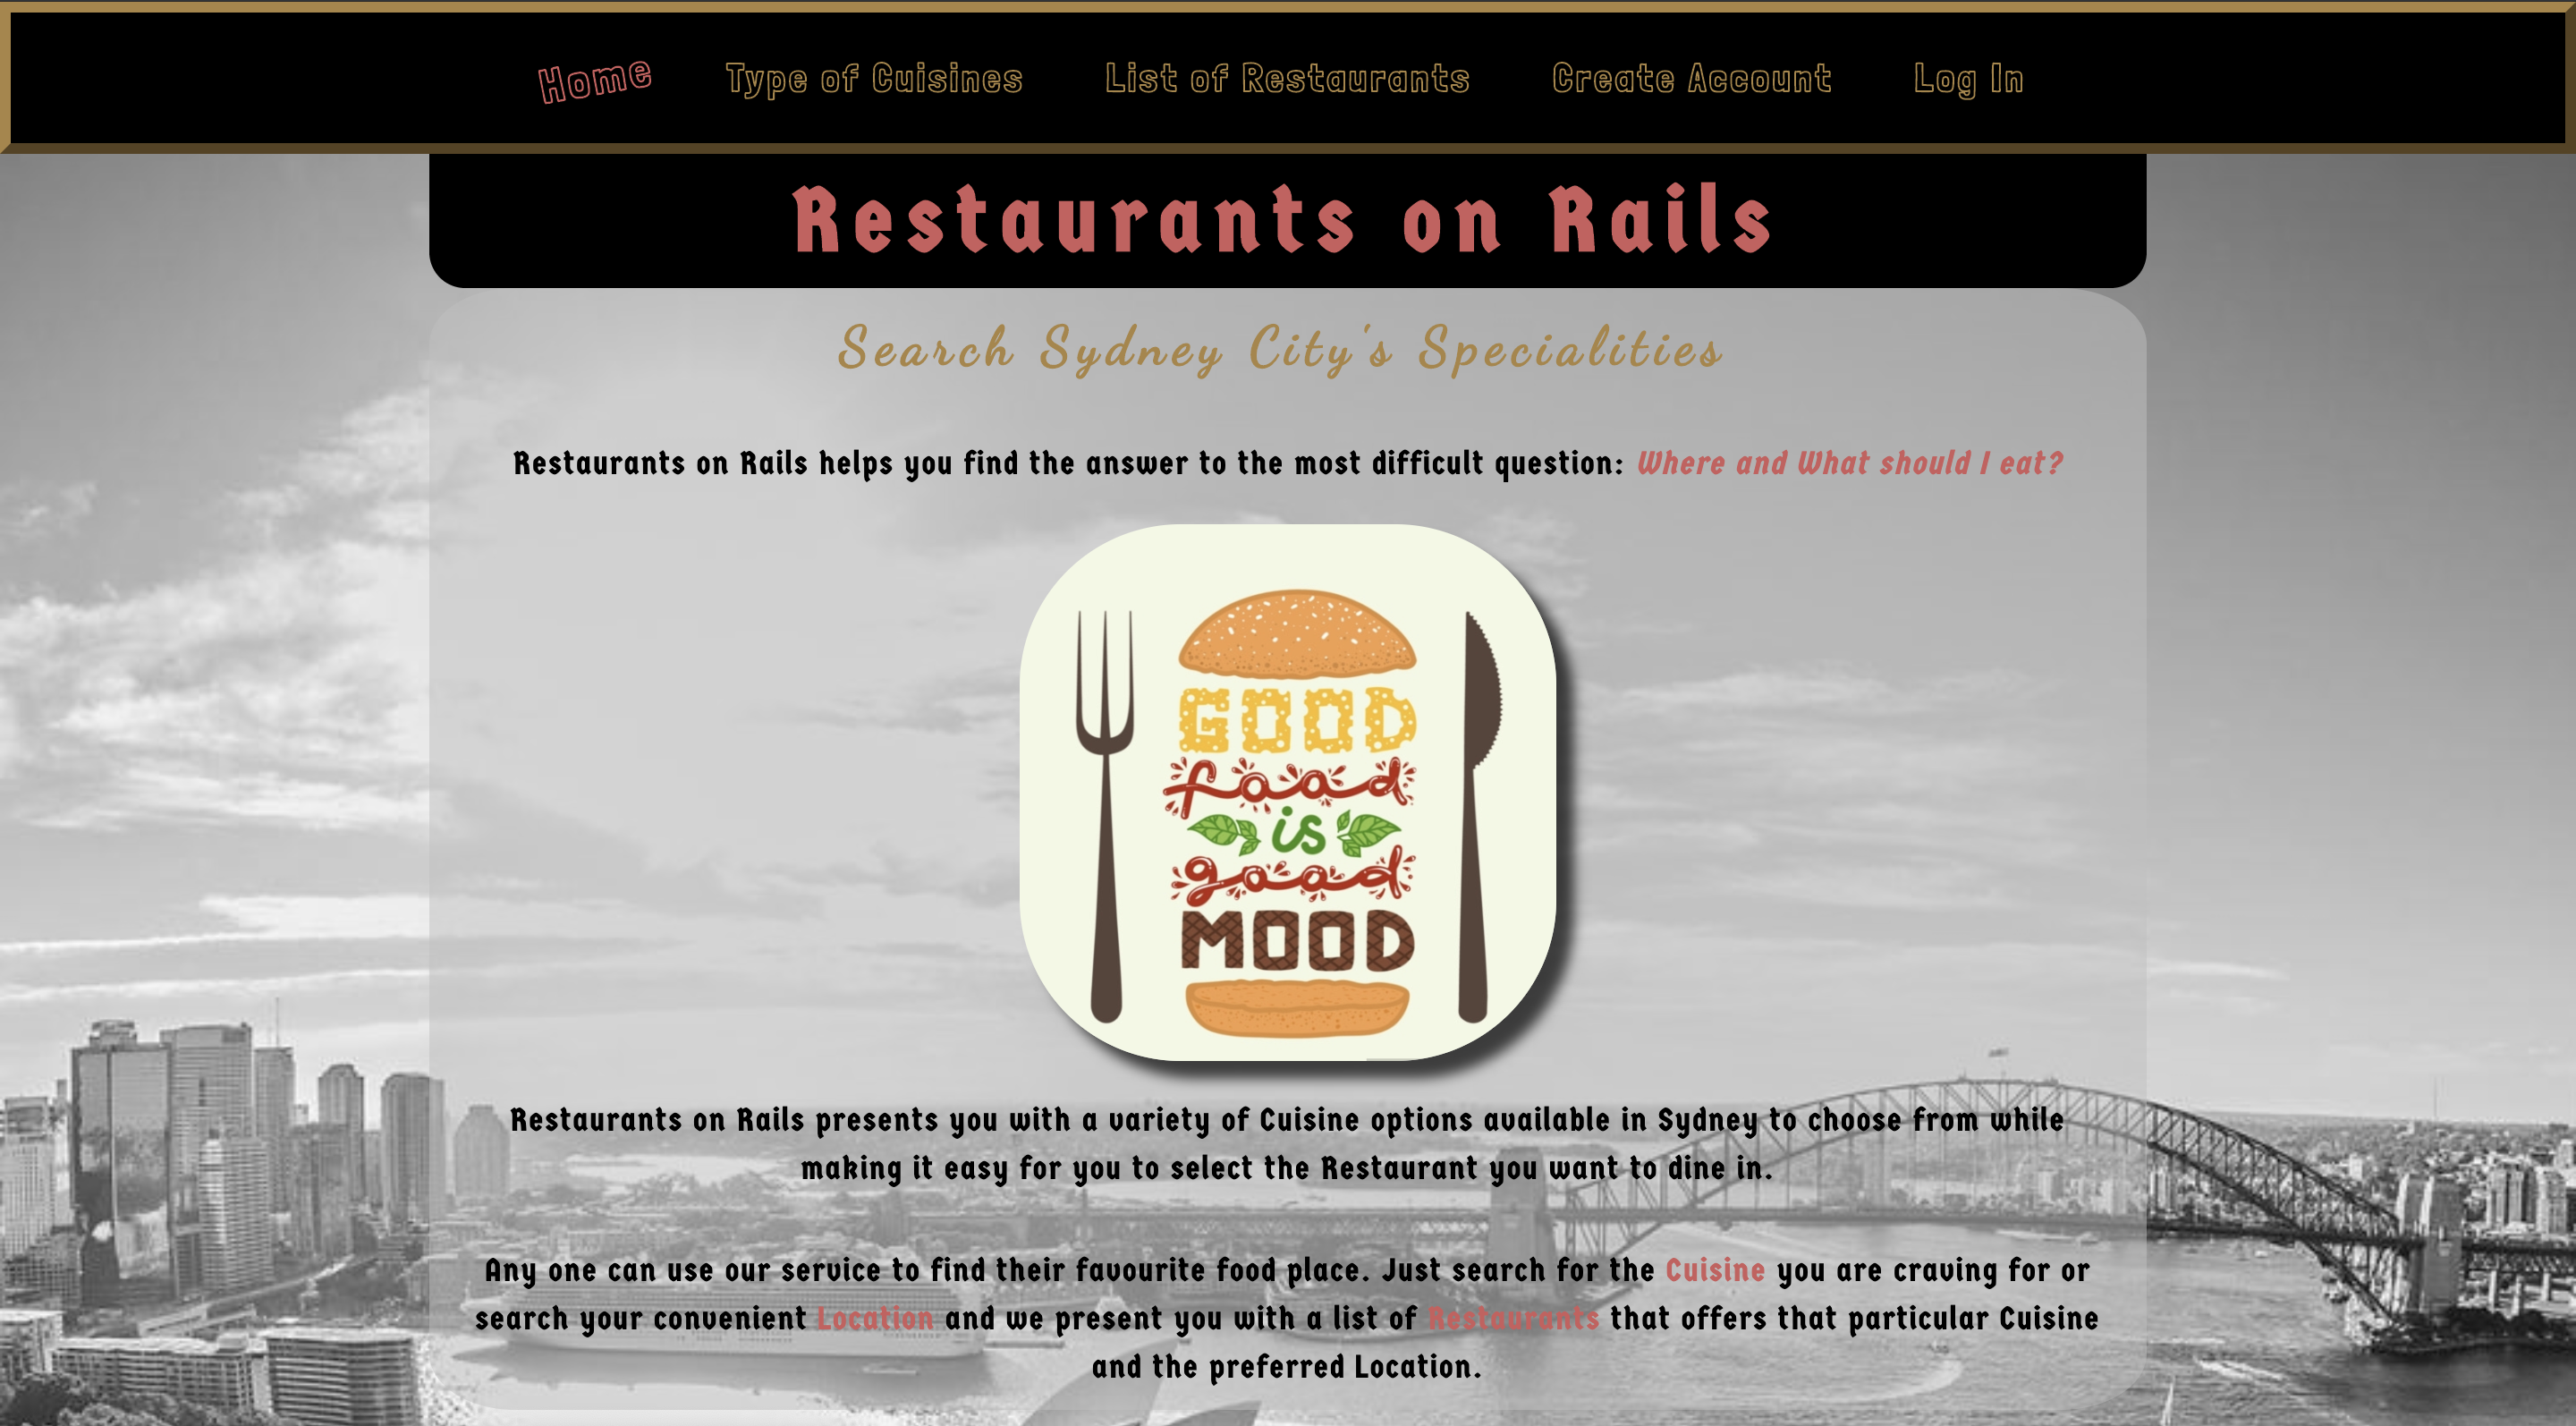 Home Type of Cuisines List of Restaurants Create Account Log In
Restaurants on Rails
Search Sydney City's Specialities
Restaurants on Rails helps you find the answer to the most difficult question: Where and What should I eat?
GOOD
food
is
good
MOOD
Restaurants on Rails presents you with a variety of Cuisine options available in Sydney to choose from while
making it easy for you to select the Restaurant you want to dine in.
Any one can use our service to find their favourite food place. Just search for the Cuisine you are craving for or
search your convenient Location and we present you with a list of Restaurants that offers that particular Cuisine
and the preferred Location.